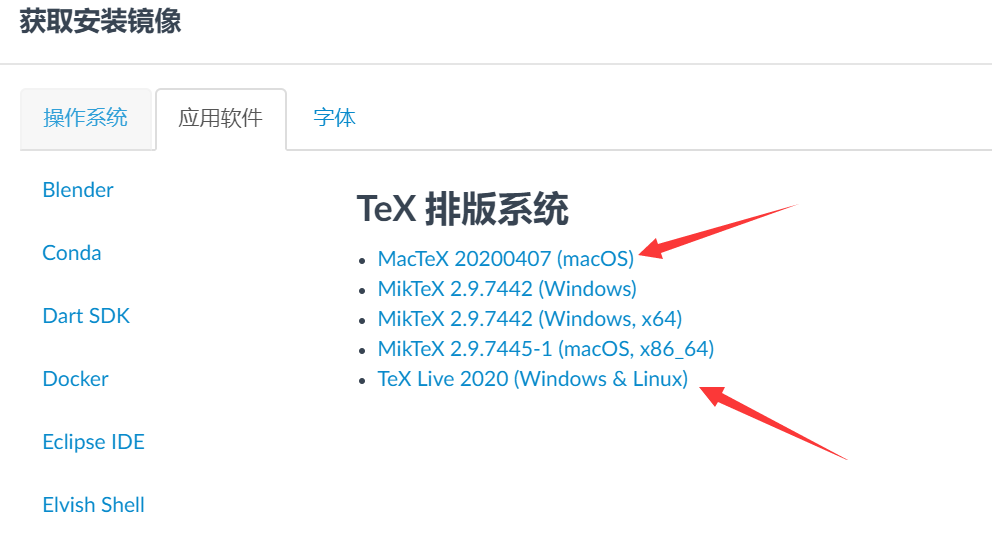 获取安装镜像
操作系统
应用软件
字体
Blender
Conda
Dart SDK
Docker
Eclipse IDE
Elvish Shell
TeX 排版系统
MacTeX 20200407 (macOS)
MikTeX 2.9.7442 (Windows)
MikTeX 2.9.7442 (Windows, x64)
MikTeX 2.9.7445-1 (macOS, x86_64)
TeX Live 2020 (Windows & Linux)